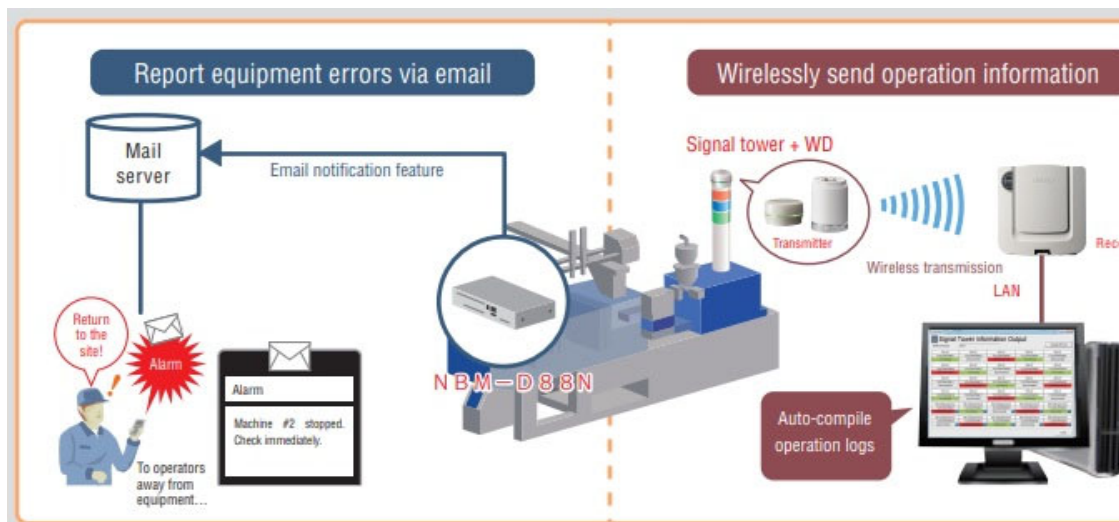 Report equipment errors via email
Mail
server
Email notification feature
Return
to the
site!
Alarm
Alarm
Machine #2 stopped.
Check immediately.
To operators
away from
equipment…
NBM-D88N
Wirelessly send operation information
Signal tower + WD
Transmitter
Wireless transmission
Rece
LAN
Signal Tower Information Output
Auto-compile
operation logs